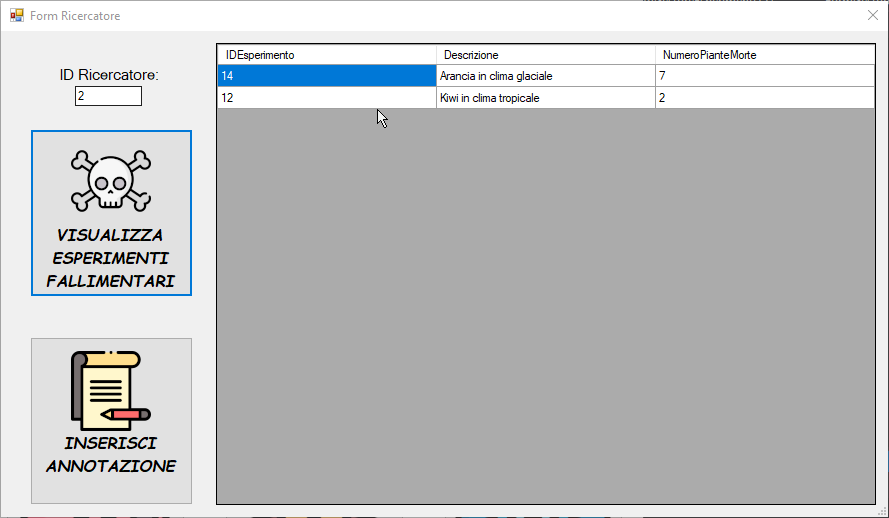 Form Ricercatore
ID Ricercatore:
2
VISUALIZZA
ESPERIMENTI
FALLIMENTARI
INSERISCI
ANNOTAZIONE
IDEsperimento Descrizione NumeroPianteMorte
14 Arancia in clima glaciale 7
12 Kiwi in clima tropicale 2